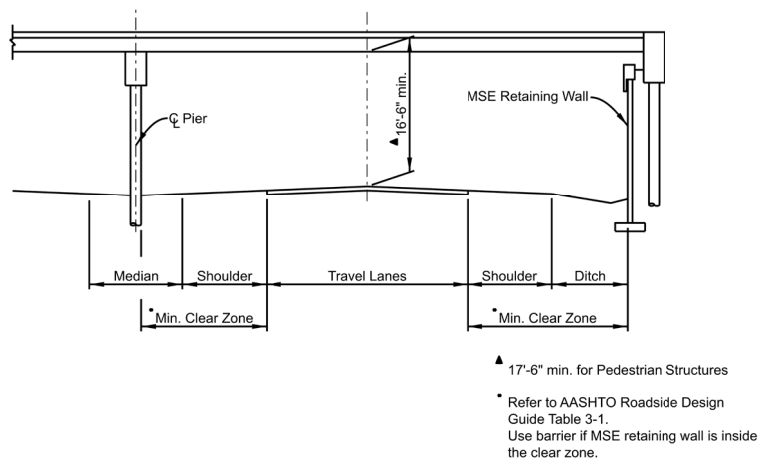 ▲ 16'-6" min.
MSE Retaining Wall
℄ Pier
Median
Shoulder
Travel Lanes
Shoulder
Ditch
• Min. Clear Zone
• Min. Clear Zone
▲ 17'-6" min. for Pedestrian Structures
• Refer to AASHTO Roadside Design
Guide Table 3-1.
Use barrier if MSE retaining wall is inside
the clear zone.